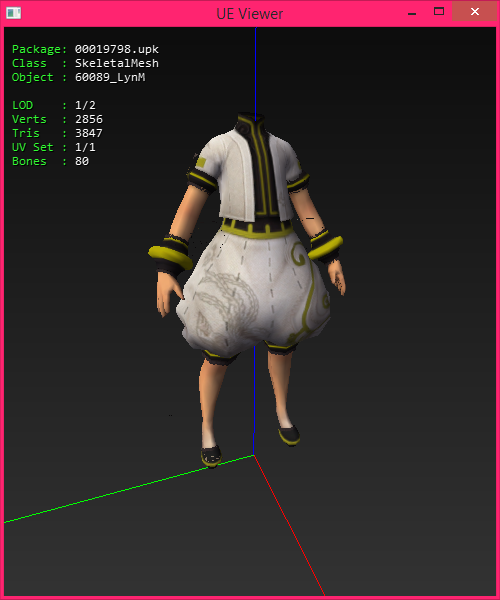 UE Viewer
Package: 00019798.upk
Class : SkeletalMesh
Object : 60089_LynM
LOD : 1/2
Verts : 2856
Tris : 3847
UV Set : 1/1
Bones : 80